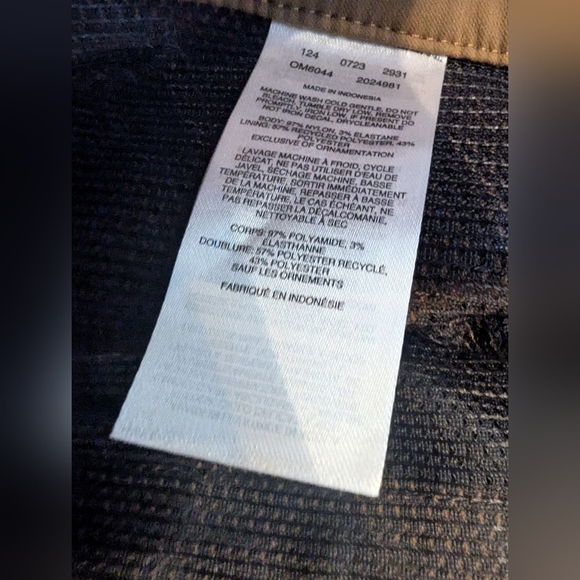 124 0723 2931
OM6044 2024981
MADE IN INDONESIA
MACHINE WASH COLD GENTLE, DO NOT
BLEACH, TUMBLE DRY LOW, REMOVE
PROMPTLY, IRON LOW, IF PRESENT DO
NOT IRON DECAL, DRYCLEANABLE
BODY: 97% NYLON, 3% ELASTANE
LINING: 57% RECYCLED POLYESTER, 43%
POLYESTER
EXCLUSIVE OF ORNAMENTATION
LAVAGE MACHINE À FROID, CYCLE
DÉLICAT, NE PAS UTILISER D'EAU DE
JAVEL, SÉCHAGE MACHINE, BASSE
TEMPÉRATURE, SORTIR IMMÉDIATEMENT
DE LA MACHINE, REPASSER À BASSE
TEMPÉRATURE, LE CAS ÉCHÉANT, NE
PAS REPASSER LA DÉCALCOMANIE,
NETTOYABLE À SEC
CORPS: 97% POLYAMIDE, 3%
ÉLASTHANNE
DOUBLURE: 57% POLYESTER RECYCLÉ,
43% POLYESTER
SAUF LES ORNEMENTS
FABRIQUÉ EN INDONÉSIE